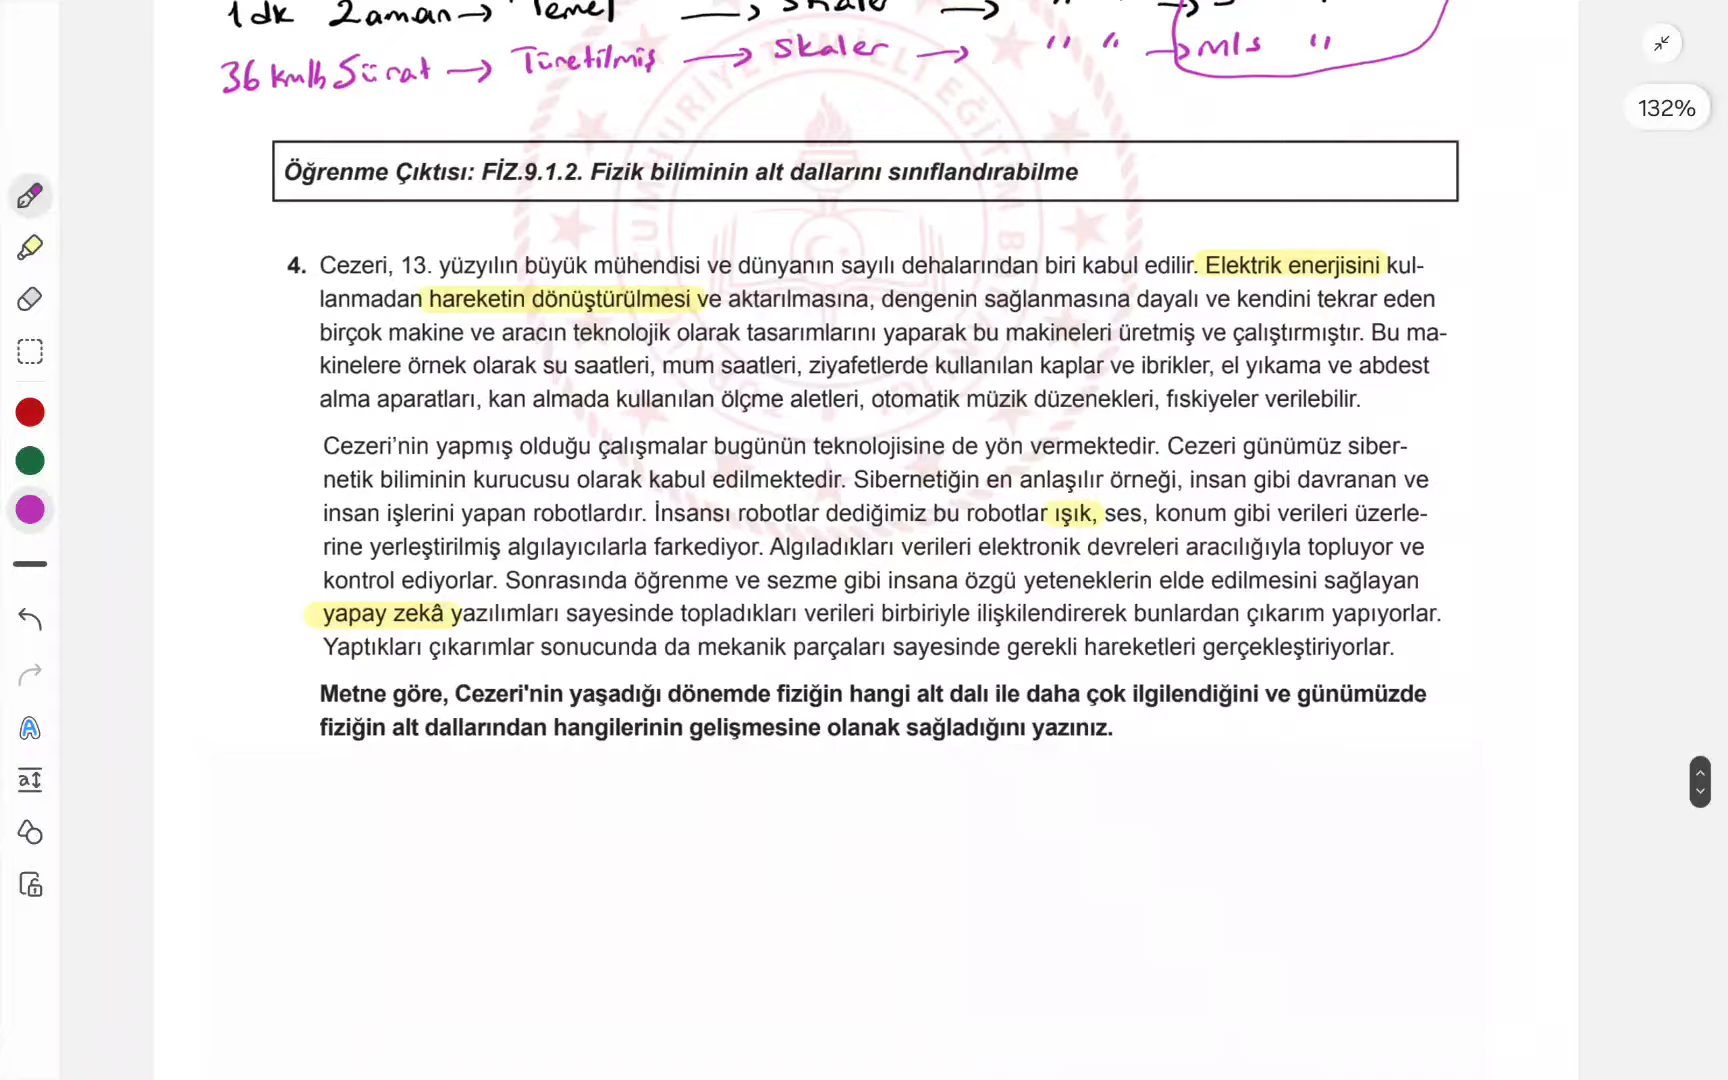 1dk Zaman → Temel → Skaler → " " →
36 km/h Sürat → Türetilmiş → Skaler → " " → m/s "
132%
Öğrenme Çıktısı: FİZ.9.1.2. Fizik biliminin alt dallarını sınıflandırabilme
4. Cezeri, 13. yüzyılın büyük mühendisi ve dünyanın sayılı dehalarından biri kabul edilir. Elektrik enerjisini kul-
lanmadan hareketin dönüştürülmesi ve aktarılmasına, dengenin sağlanmasına dayalı ve kendini tekrar eden
birçok makine ve aracın teknolojik olarak tasarımlarını yaparak bu makineleri üretmiş ve çalıştırmıştır. Bu ma-
kinelere örnek olarak su saatleri, mum saatleri, ziyafetlerde kullanılan kaplar ve ibrikler, el yıkama ve abdest
alma aparatları, kan almada kullanılan ölçme aletleri, otomatik müzik düzenekleri, fıskiyeler verilebilir.
Cezeri'nin yapmış olduğu çalışmalar bugünün teknolojisine de yön vermektedir. Cezeri günümüz siber-
netik biliminin kurucusu olarak kabul edilmektedir. Sibernetiğin en anlaşılır örneği, insan gibi davranan ve
insan işlerini yapan robotlardır. İnsansı robotlar dediğimiz bu robotlar ışık, ses, konum gibi verileri üzerle-
rine yerleştirilmiş algılayıcılarla farkediyor. Algıladıkları verileri elektronik devreleri aracılığıyla topluyor ve
kontrol ediyorlar. Sonrasında öğrenme ve sezme gibi insana özgü yeteneklerin elde edilmesini sağlayan
yapay zekâ yazılımları sayesinde topladıkları verileri birbiriyle ilişkilendirerek bunlardan çıkarım yapıyorlar.
Yaptıkları çıkarımlar sonucunda da mekanik parçaları sayesinde gerekli hareketleri gerçekleştiriyorlar.
Metne göre, Cezeri'nin yaşadığı dönemde fiziğin hangi alt dalı ile daha çok ilgilendiğini ve günümüzde
fiziğin alt dallarından hangilerinin gelişmesine olanak sağladığını yazınız.